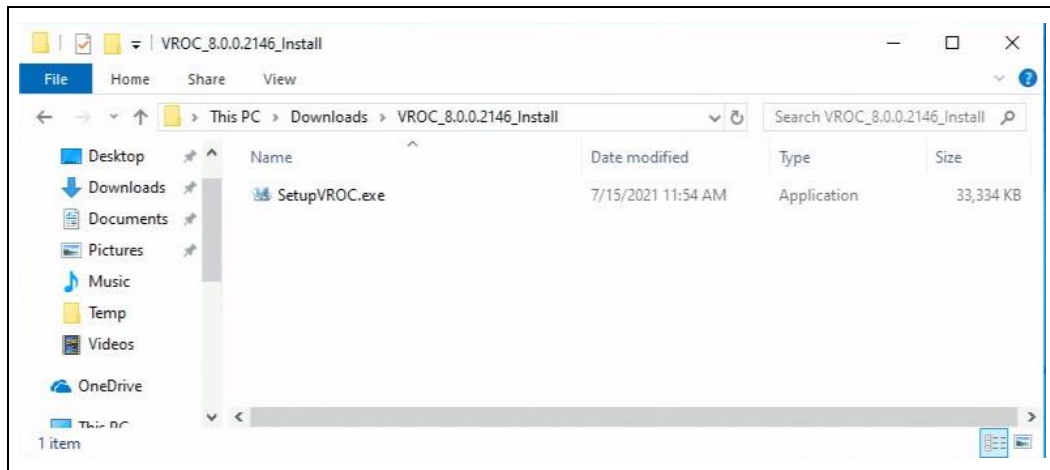 VROC_8.0.0.2146_Install
File Home Share View
This PC > Downloads > VROC_8.0.0.2146_Install Search VROC_8.0.0.2146_Install
Name Date modified Type Size
Desktop
SetupVROC.exe 7/15/2021 11:54 AM Application 33,334 KB
Downloads
Documents
Pictures
Music
Temp
Videos
OneDrive
This PC
1 item